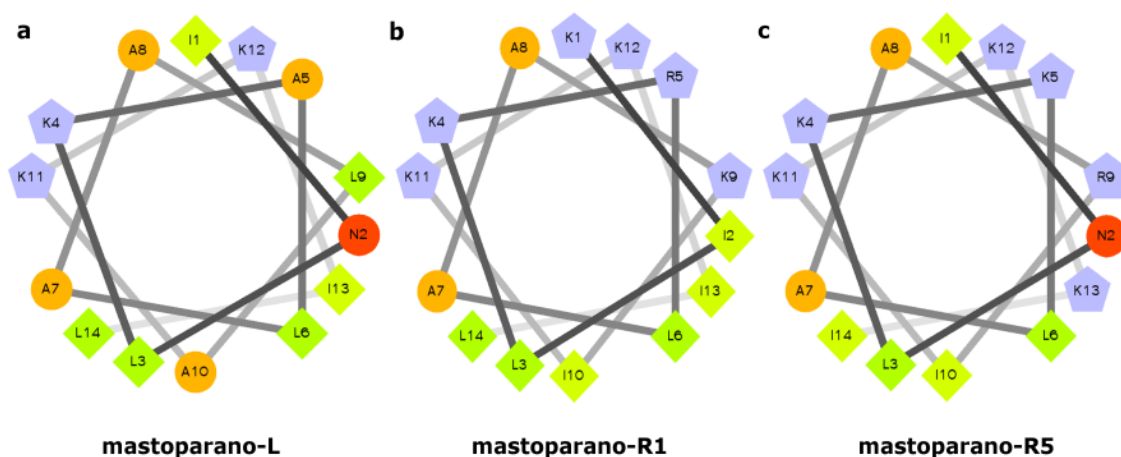 a b c
I1 K12 A8 A5 K4 K11 L9 N2 A7 I13 L14 L6 L3 A10
K1 K12 A8 R5 K4 K11 K9 I2 A7 I13 L14 L6 L3 I10
I1 K12 A8 K5 K4 K11 R9 N2 A7 K13 I14 L6 L3 I10
mastoparano-L mastoparano-R1 mastoparano-R5